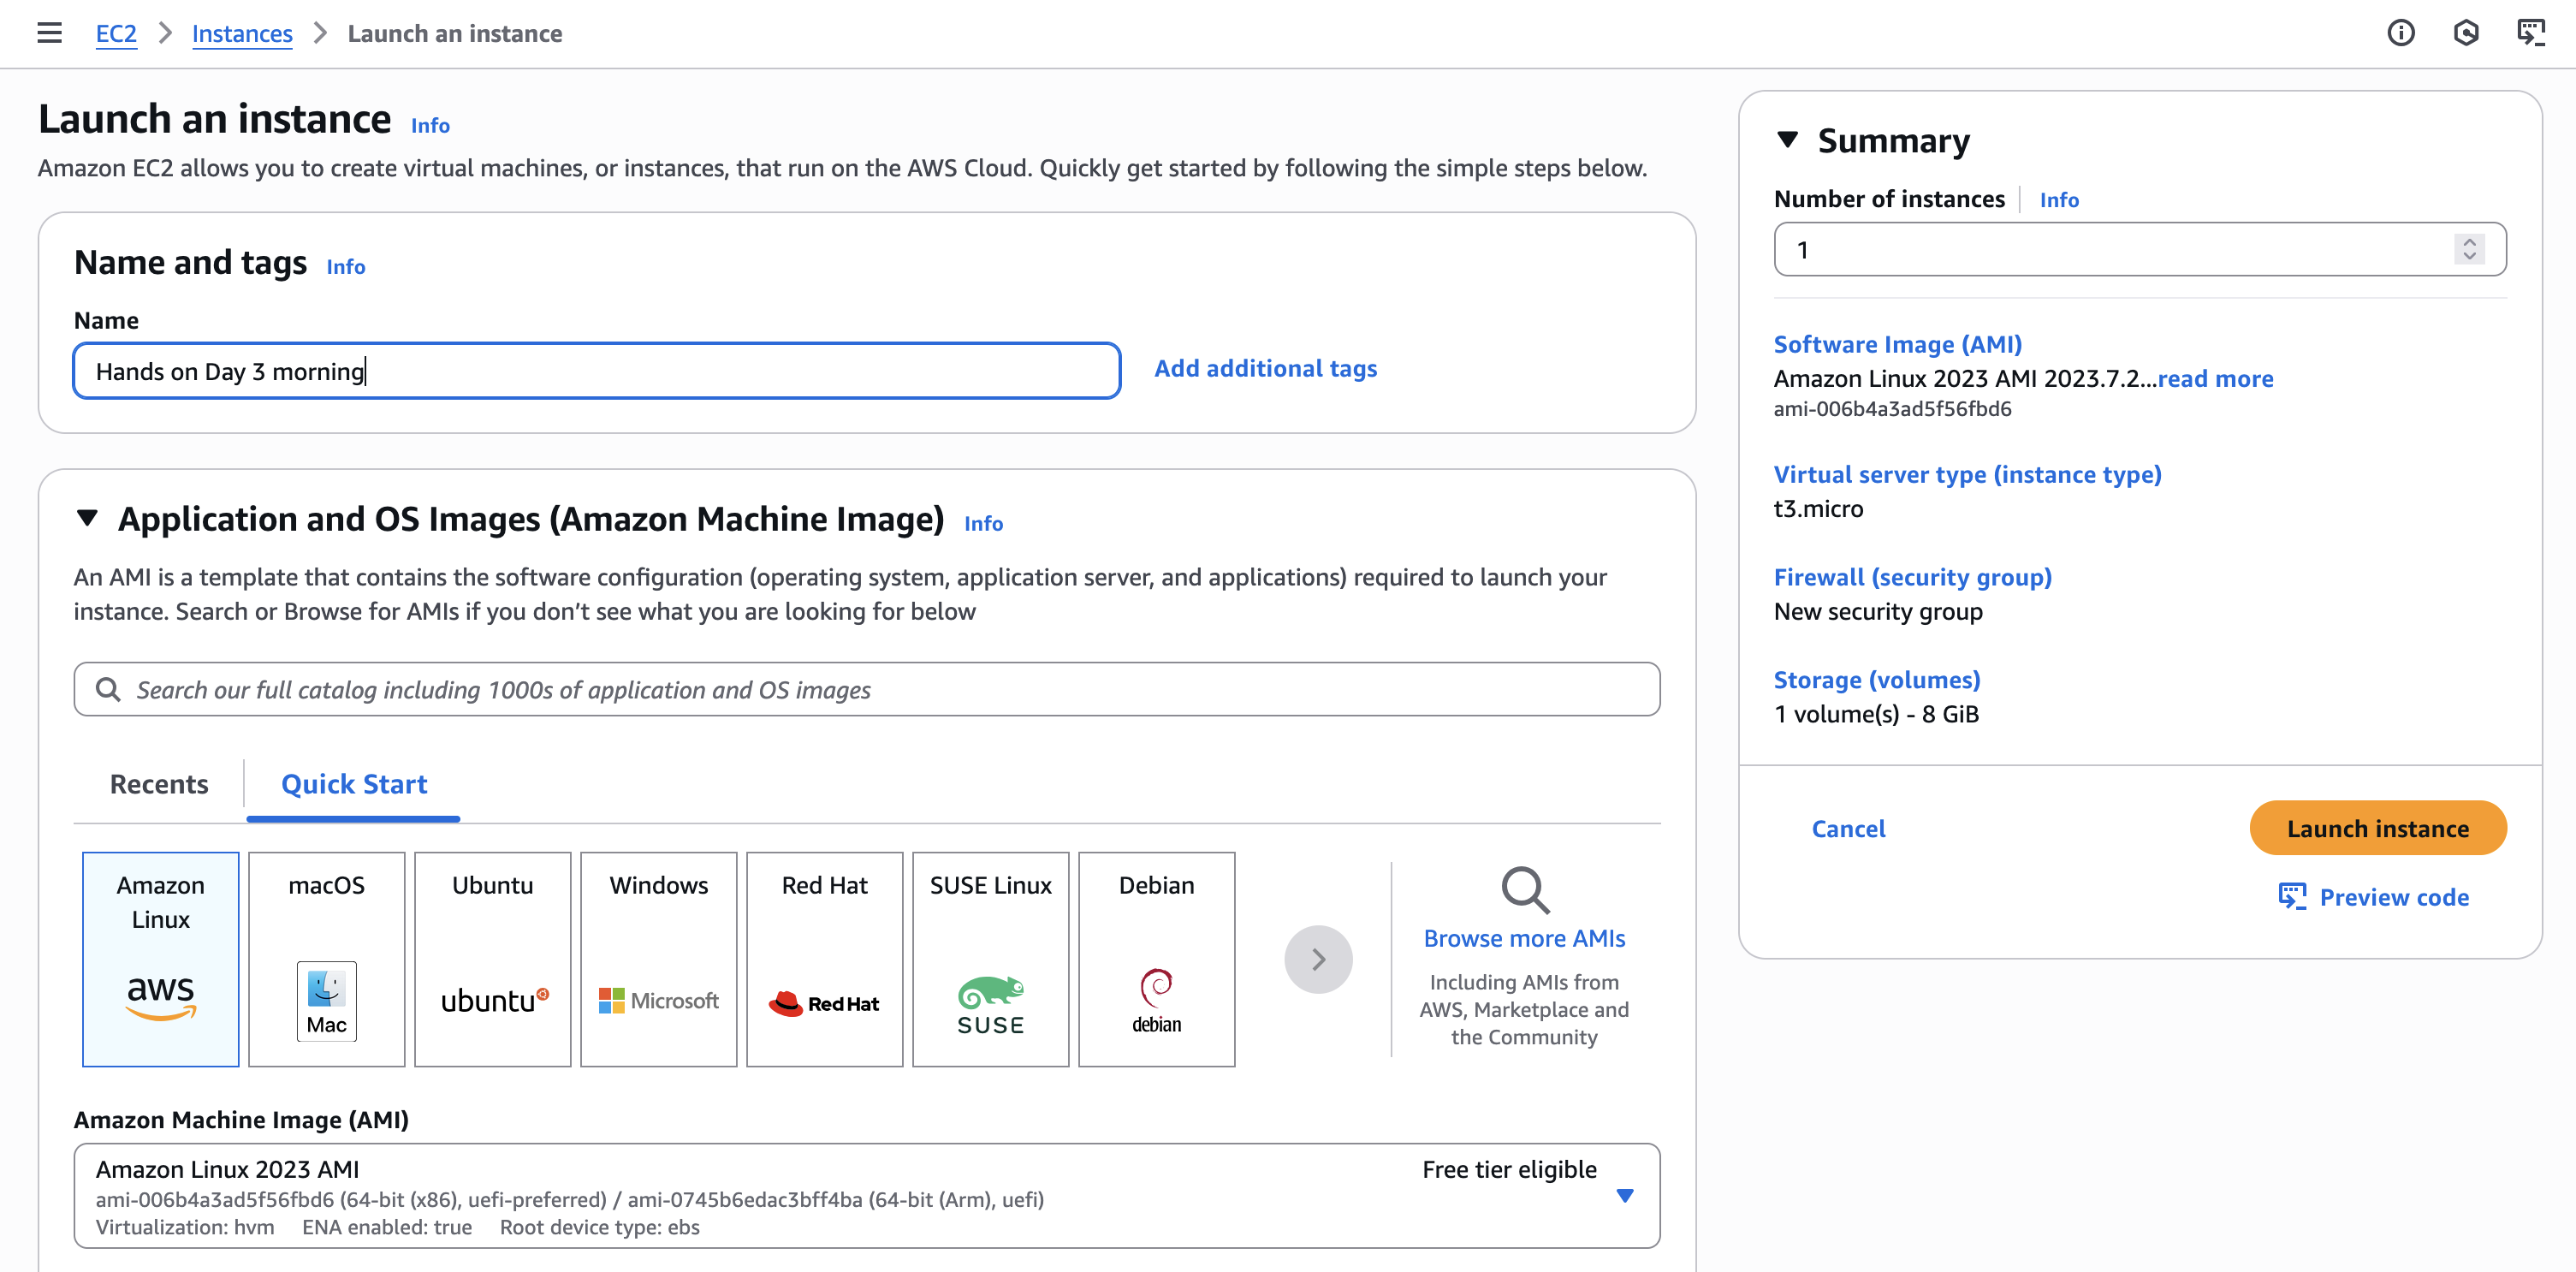 EC2 > Instances > Launch an instance
Launch an instance Info
Amazon EC2 allows you to create virtual machines, or instances, that run on the AWS Cloud. Quickly get started by following the simple steps below.
Name and tags Info
Name
Hands on Day 3 morning
Add additional tags
Application and OS Images (Amazon Machine Image) Info
An AMI is a template that contains the software configuration (operating system, application server, and applications) required to launch your
instance. Search or Browse for AMIs if you don’t see what you are looking for below
Search our full catalog including 1000s of application and OS images
Recents
Quick Start
Amazon
Linux
aws
macOS
Mac
Ubuntu
ubuntu
Windows
Microsoft
Red Hat
Red Hat
SUSE Linux
SUSE
Debian
debian
Browse more AMIs
Including AMIs from
AWS, Marketplace and
the Community
Amazon Machine Image (AMI)
Amazon Linux 2023 AMI
Free tier eligible
ami-006b4a3ad5f56fbd6 (64-bit (x86), uefi-preferred) / ami-0745b6edac3bff4ba (64-bit (Arm), uefi)
Virtualization: hvm ENA enabled: true Root device type: ebs
Summary
Number of instances Info
1
Software Image (AMI)
Amazon Linux 2023 AMI 2023.7.2...read more
ami-006b4a3ad5f56fbd6
Virtual server type (instance type)
t3.micro
Firewall (security group)
New security group
Storage (volumes)
1 volume(s) - 8 GiB
Cancel
Launch instance
Preview code